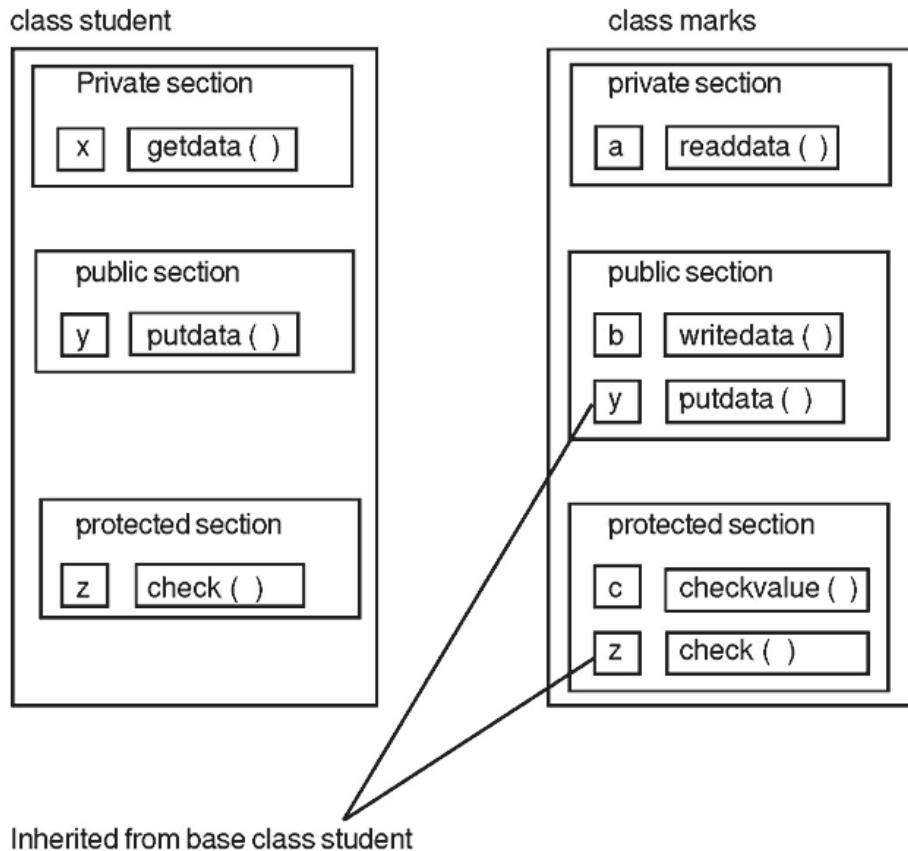 class student
Private section
x getdata ( )
public section
y putdata ( )
protected section
z check ( )
class marks
private section
a readdata ( )
public section
b writedata ( )
y putdata ( )
protected section
c checkvalue ( )
z check ( )
Inherited from base class student